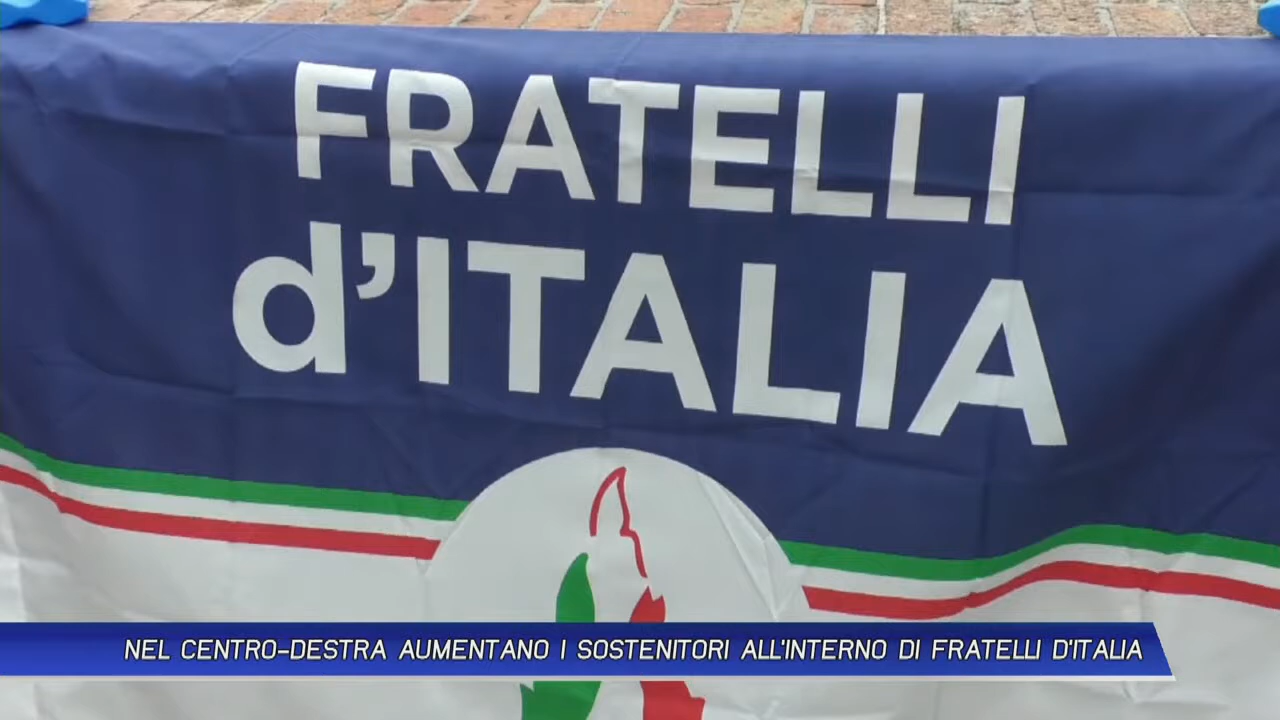 FRATELLI
d'ITALIA
NEL CENTRO-DESTRA AUMENTANO I SOSTENITORI ALL'INTERNO DI FRATELLI D'ITALIA